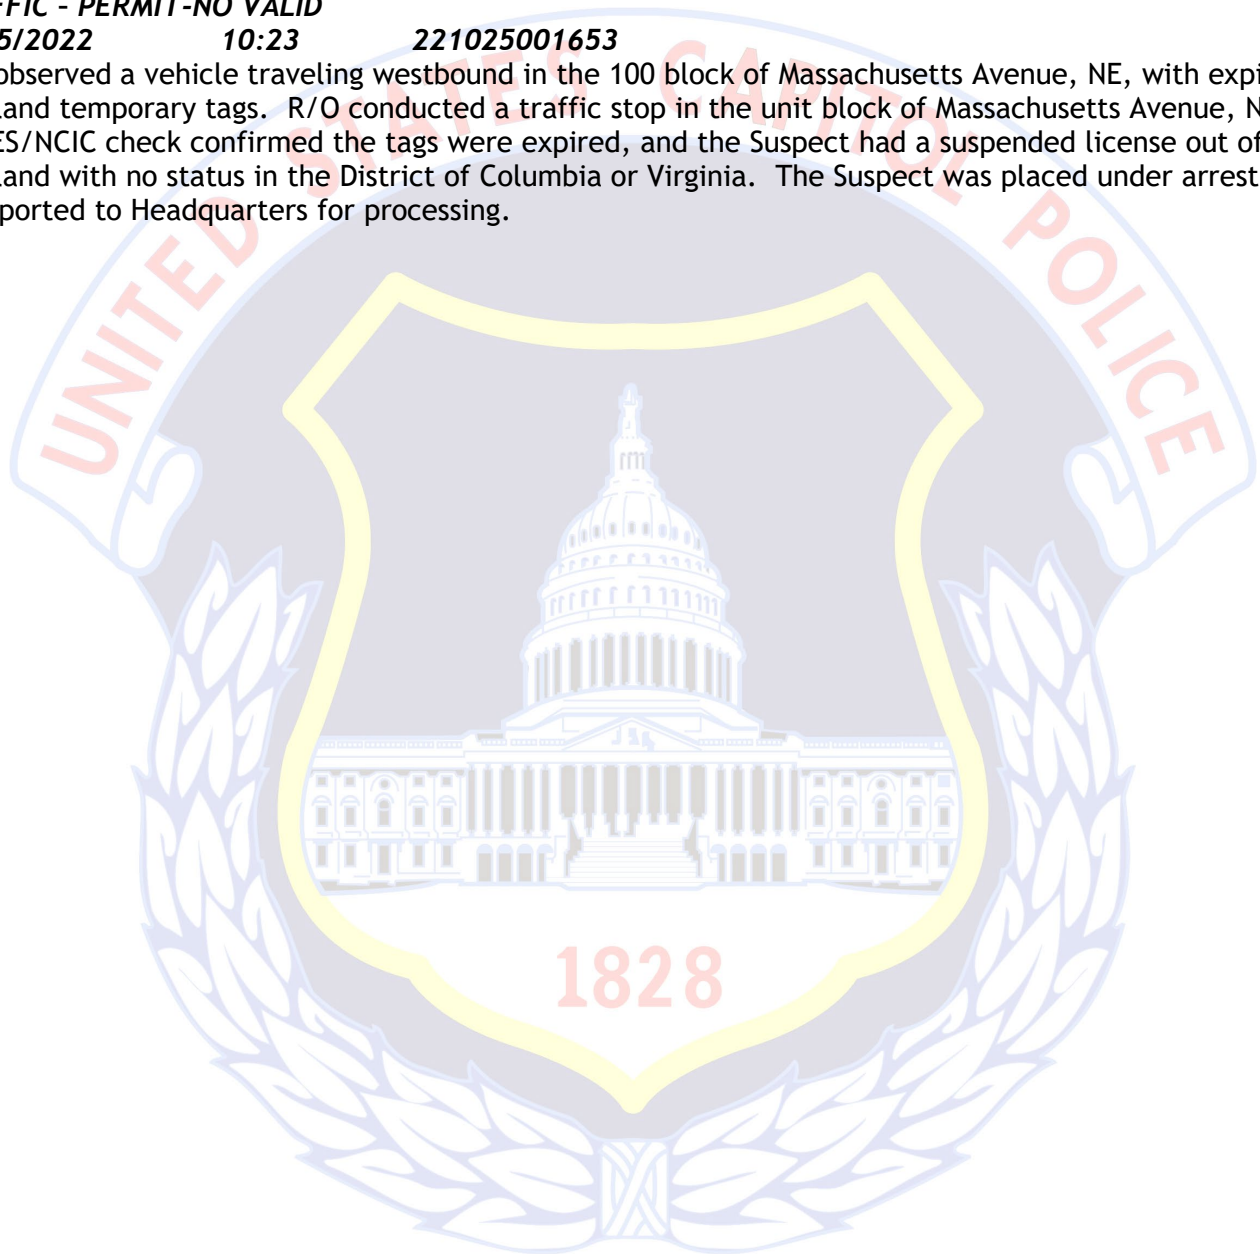 FFIC – PERMIT-NO VALID
5/2022 10:23 221025001653
observed a vehicle traveling westbound in the 100 block of Massachusetts Avenue, NE, with expi
land temporary tags. R/O conducted a traffic stop in the unit block of Massachusetts Avenue, N
ES/NCIC check confirmed the tags were expired, and the Suspect had a suspended license out of
land with no status in the District of Columbia or Virginia. The Suspect was placed under arrest
ported to Headquarters for processing.
UNITED STATES CAPITOL POLICE
1828